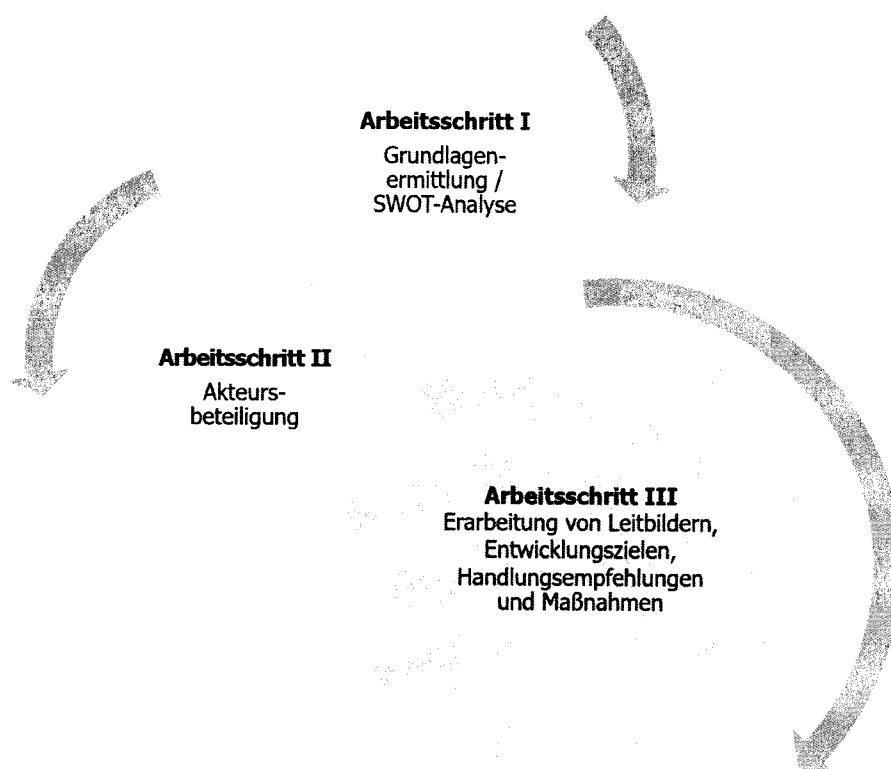 Arbeitsschritt I
Grundlagen-
ermittlung /
SWOT-Analyse
Arbeitsschritt II
Akteurs-
beteiligung
Arbeitsschritt III
Erarbeitung von Leitbildern,
Entwicklungszielen,
Handlungsempfehlungen
und Maßnahmen